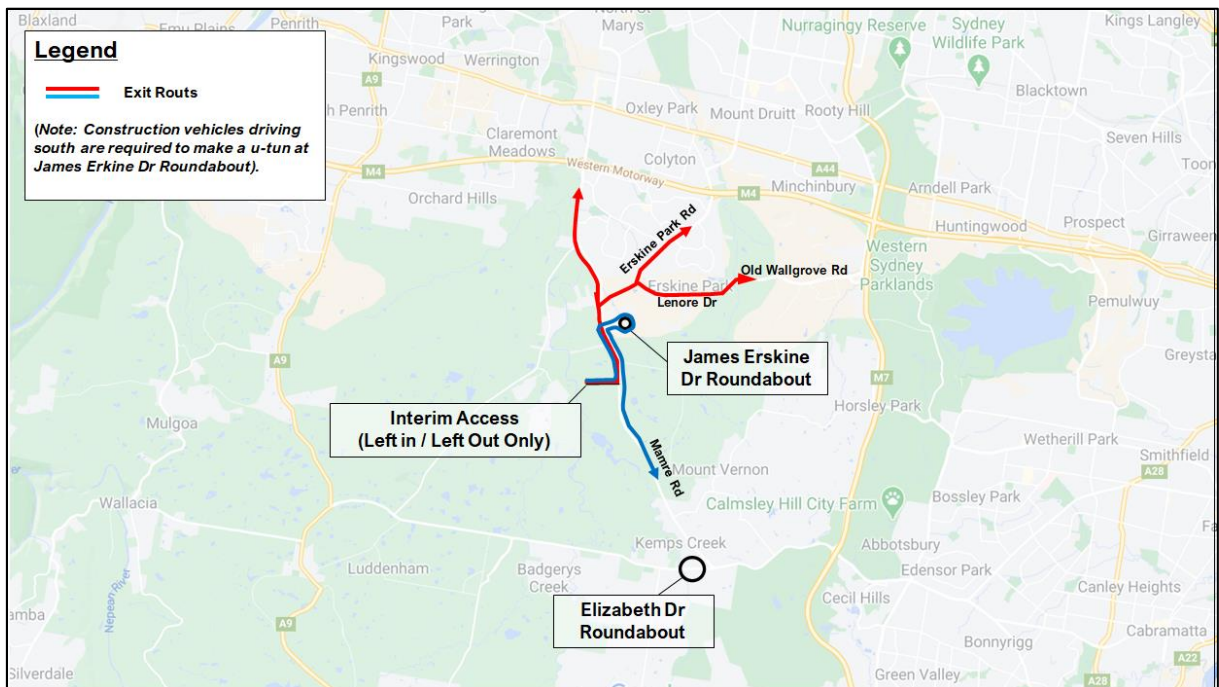 Blaxland
Emu Plains
Penrith
Park
North St
Marys
Nurragingy Reserve
Sydney
Wildlife Park
Kings Langley
Legend
Exit Routs
(Note: Construction vehicles driving
south are required to make a u-tun at
James Erkine Dr Roundabout).
Kingswood
Werrington
A9
th Penrith
Oxley Park
Mount Druitt
Rooty Hill
Blacktown
Claremont
Meadows
Colyton
Seven Hills
Toon
M4
Western Motorway
A44
Orchard Hills
M4
Minchinbury
Arndell Park
Huntingwood
Prospect
Girraween
Erskine Park Rd
Old Wallgrove Rd
Western
Sydney
Parklands
Erskine Park
Lenore Dr
Pemulwuy
James Erskine
Dr Roundabout
Greysta
A9
M7
Interim Access
(Left in / Left Out Only)
Horsley Park
Mulgoa
Mamre Rd
Wetherill Park
Smithfield
Mount Vernon
A28
Calmsley Hill City Farm
Bossley Park
Wallacia
Kemps Creek
Abbotsbury
Luddenham
Badgerys
Creek
Edensor Park
Nepean River
Cecil Hills
Canley Heights
Elizabeth Dr
Roundabout
amba
A9
Cabramatta
Bonnyrigg
A22
Silverdale
Green Valley
A28